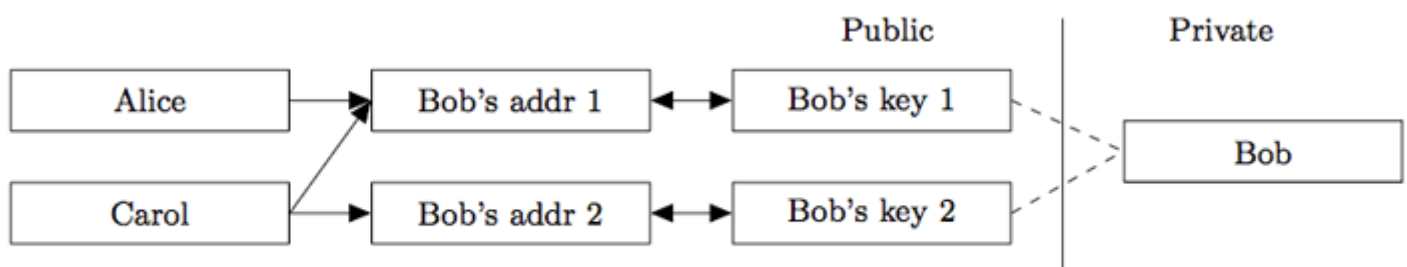 Public
Private
Alice
Bob's addr 1
Bob's key 1
Bob
Carol
Bob's addr 2
Bob's key 2